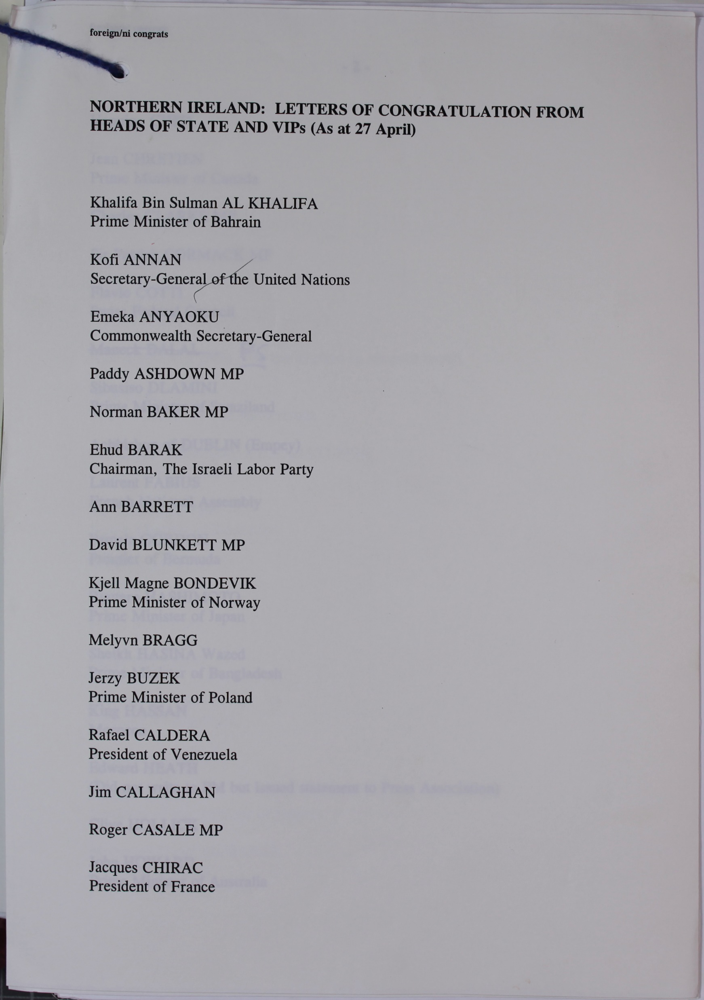 foreign/ni congrats
NORTHERN IRELAND: LETTERS OF CONGRATULATION FROM
HEADS OF STATE AND VIPs (As at 27 April)
Khalifa Bin Sulman AL KHALIFA
Prime Minister of Bahrain
Kofi ANNAN
Secretary-General of the United Nations
Emeka ANYAOKU
Commonwealth Secretary-General
Paddy ASHDOWN MP
Norman BAKER MP
Ehud BARAK
Chairman, The Israeli Labor Party
Ann BARRETT
David BLUNKETT MP
Kjell Magne BONDEVIK
Prime Minister of Norway
Melyvn BRAGG
Jerzy BUZEK
Prime Minister of Poland
Rafael CALDERA
President of Venezuela
Jim CALLAGHAN
Roger CASALE MP
Jacques CHIRAC
President of France